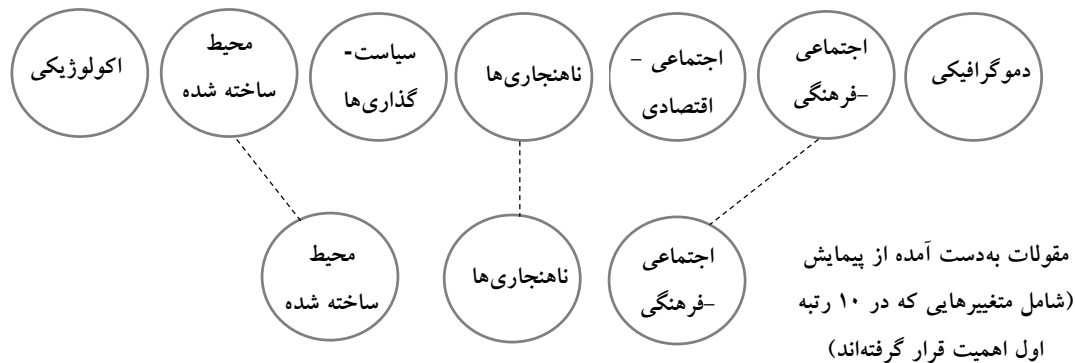 دموگرافیکی
اجتماعی
–فرهنگی
اجتماعی –
اقتصادی
ناهنجاری‌ها
سیاست-
گذاری‌ها
محیط
ساخته شده
اکولوژیکی
اجتماعی
–فرهنگی
ناهنجاری‌ها
محیط
ساخته شده
مقولات به‌دست آمده از پیمایش
(شامل متغیرهایی که در ۱۰ رتبه
اول اهمیت قرار گرفته‌اند)